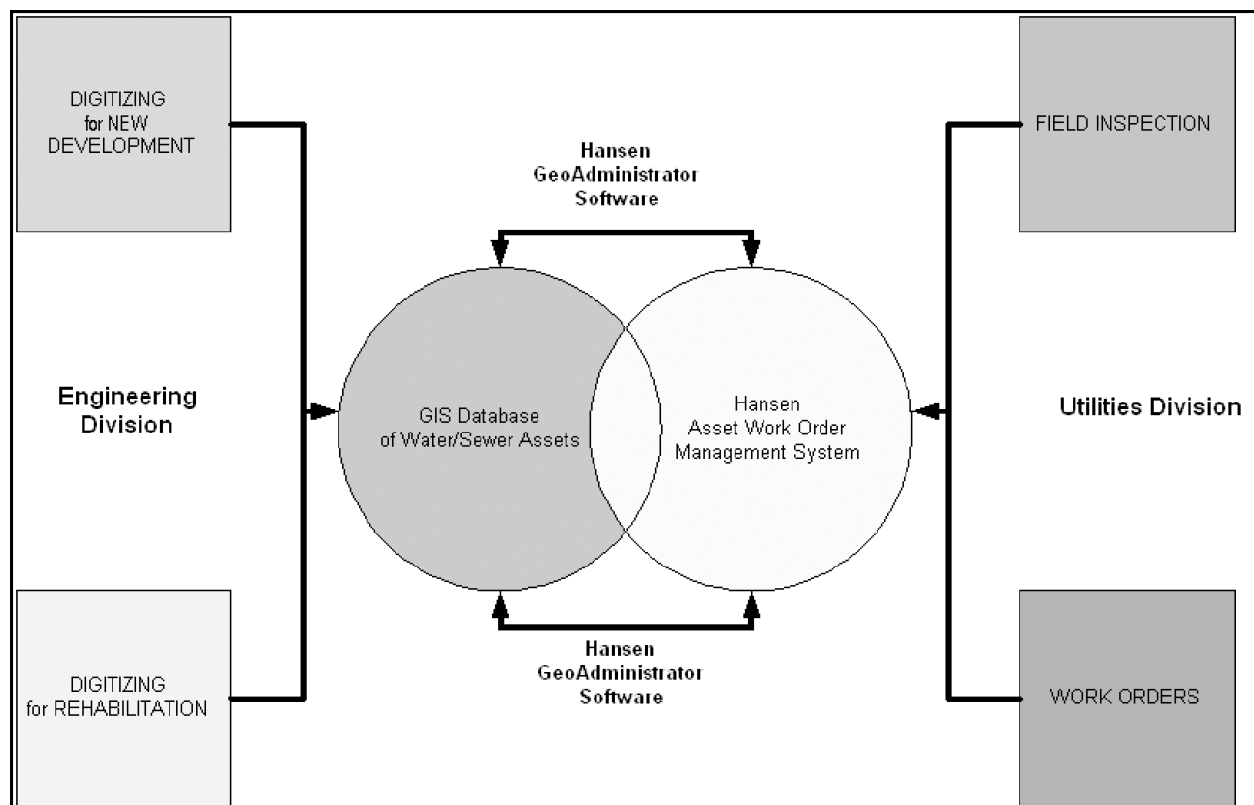 DIGITIZING
for NEW
DEVELOPMENT
FIELD INSPECTION
Hansen
GeoAdministrator
Software
Engineering
Division
GIS Database
of Water/Sewer Assets
Hansen
Asset Work Order
Management System
Utilities Division
Hansen
GeoAdministrator
Software
DIGITIZING
for REHABILITATION
WORK ORDERS